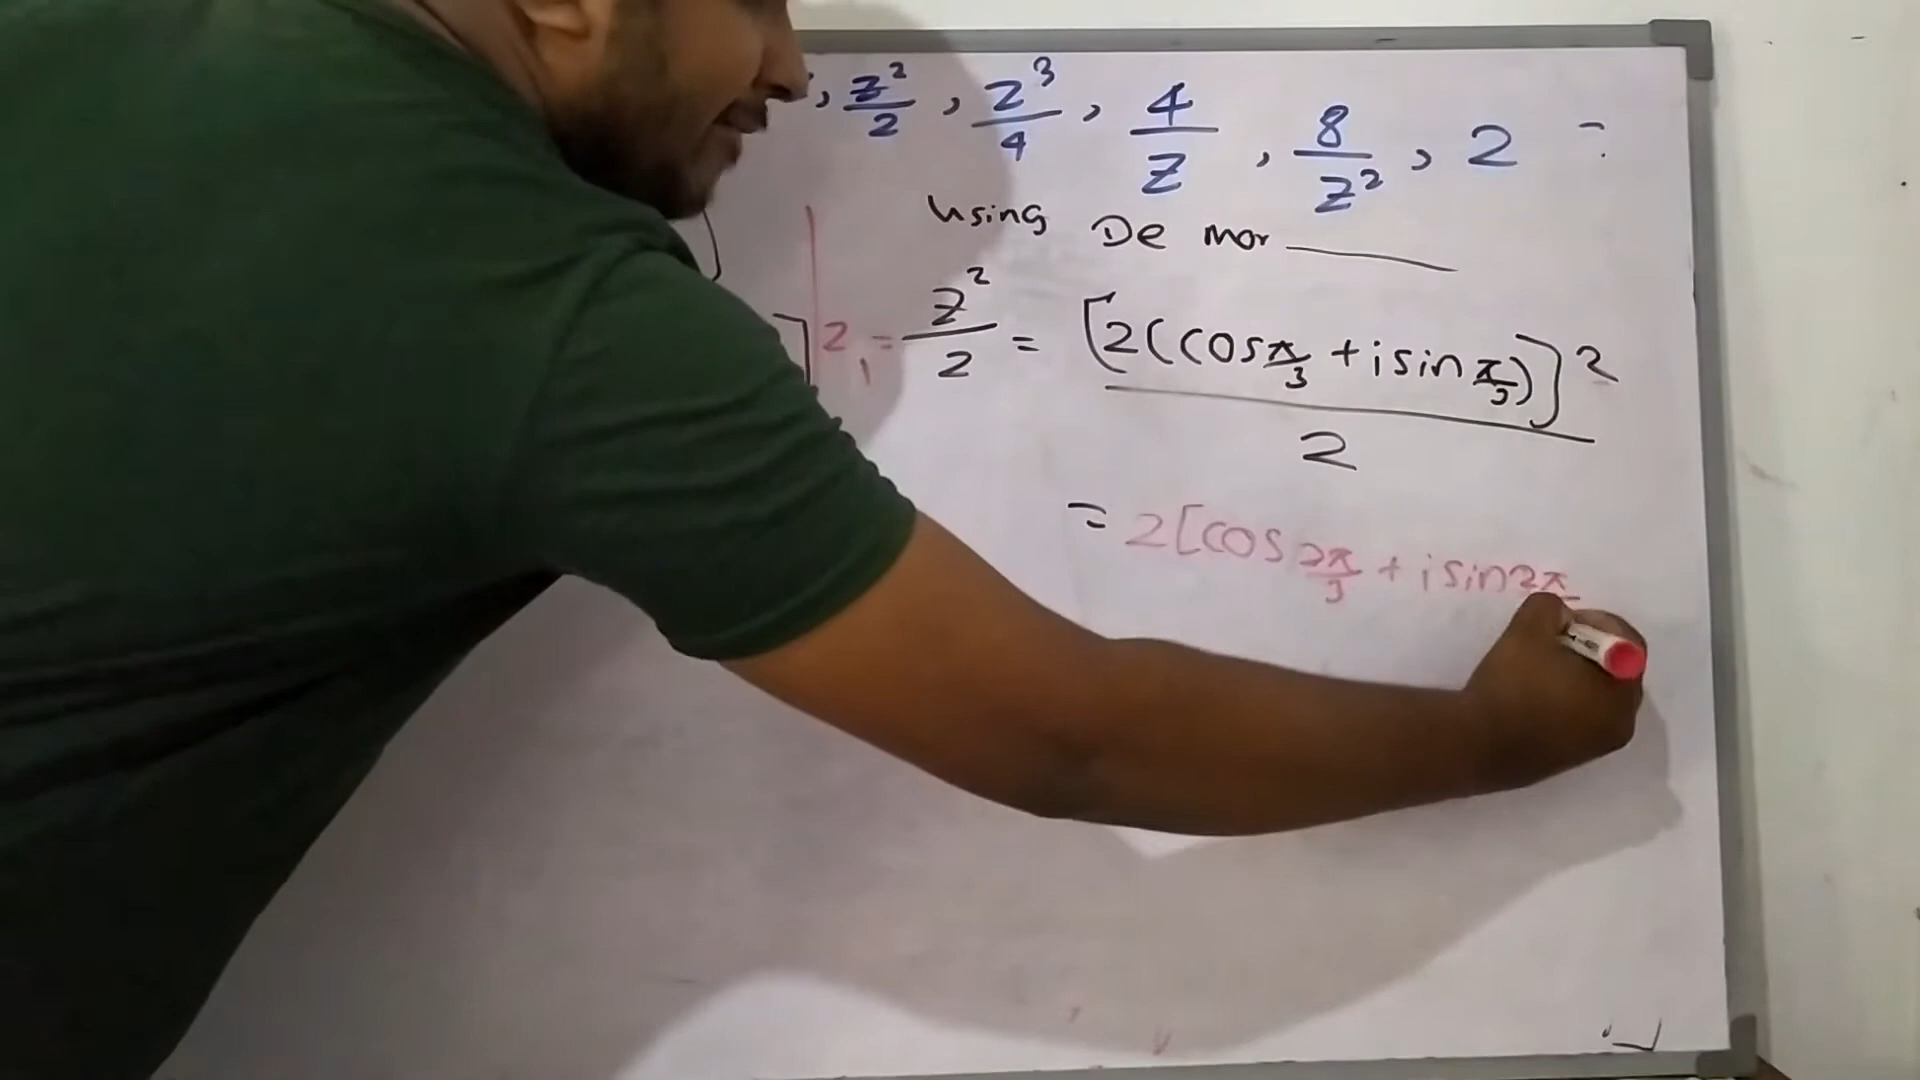 , z²/2 , z³/4 , 4/z , 8/z² , 2 =
using De mor
z₁ = z²/2 = [2(cos π/3 + i sin π/3)]² / 2
= 2[cos 2π/3 + i sin 2π